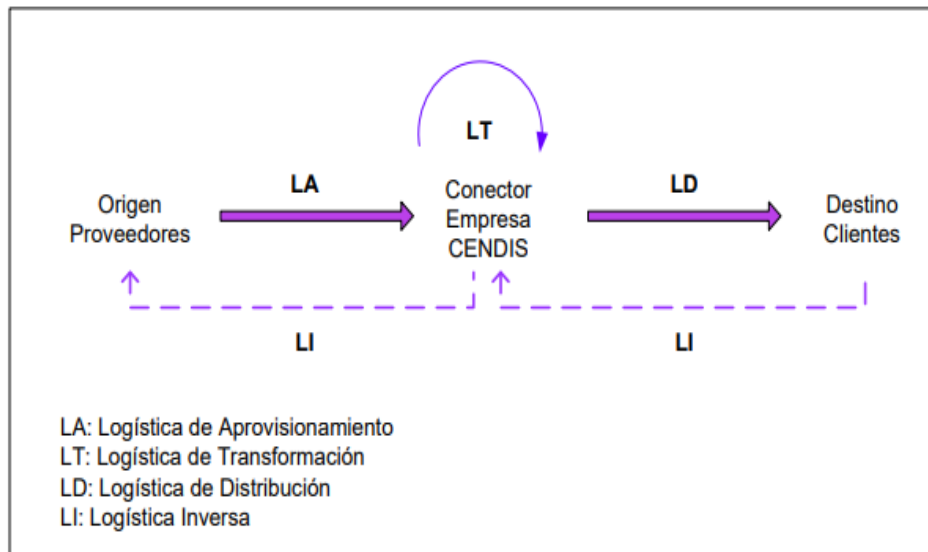 LT
LA
LD
Origen
Proveedores
Conector
Empresa
CENDIS
Destino
Clientes
LI
LI
LA: Logística de Aprovisionamiento
LT: Logística de Transformación
LD: Logística de Distribución
LI: Logística Inversa